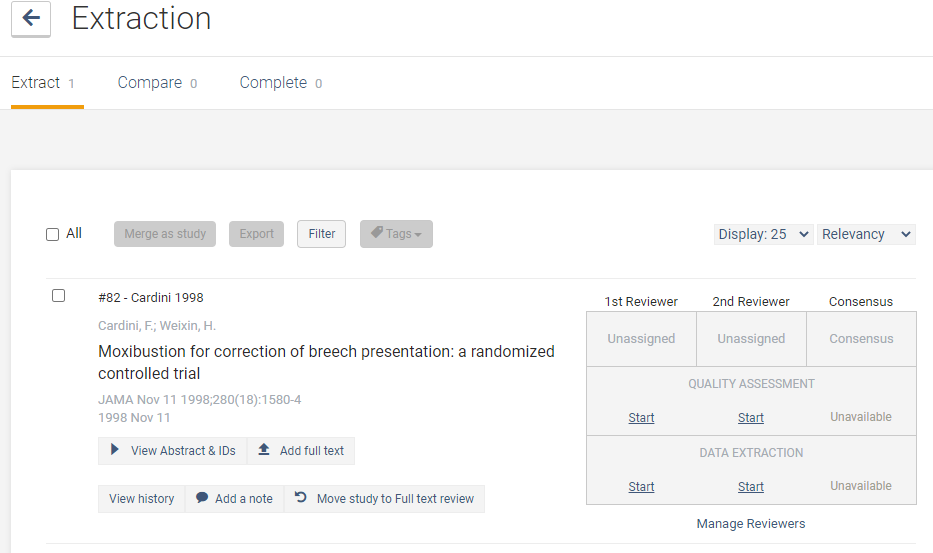 Extraction
Extract 1 Compare 0 Complete 0
All Merge as study Export Filter Tags Display: 25 Relevancy
#82 - Cardini 1998
Cardini, F.; Weixin, H.
Moxibustion for correction of breech presentation: a randomized
controlled trial
JAMA Nov 11 1998;280(18):1580-4
1998 Nov 11
View Abstract & IDs Add full text
View history Add a note Move study to Full text review
1st Reviewer 2nd Reviewer Consensus
Unassigned Unassigned Consensus
QUALITY ASSESSMENT
Start Start Unavailable
DATA EXTRACTION
Start Start Unavailable
Manage Reviewers